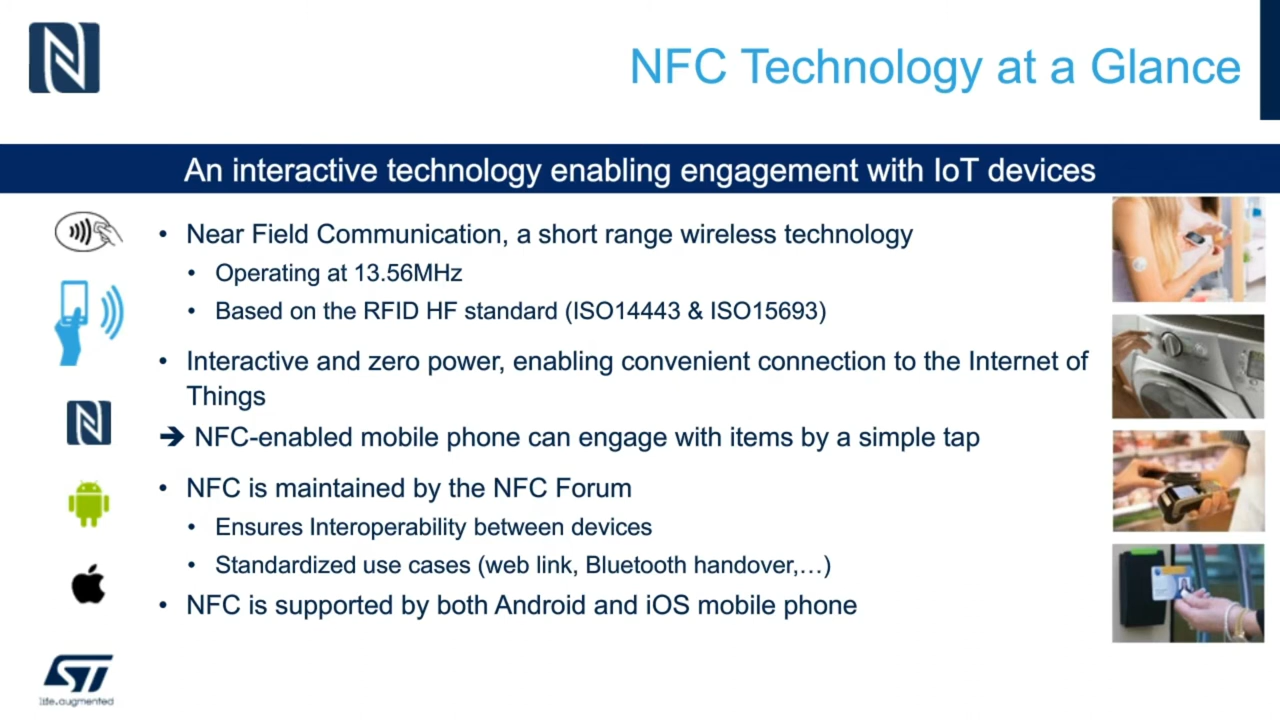 NFC Technology at a Glance
An interactive technology enabling engagement with IoT devices
• Near Field Communication, a short range wireless technology
• Operating at 13.56MHz
• Based on the RFID HF standard (ISO14443 & ISO15693)
• Interactive and zero power, enabling convenient connection to the Internet of
Things
➔ NFC-enabled mobile phone can engage with items by a simple tap
• NFC is maintained by the NFC Forum
• Ensures Interoperability between devices
• Standardized use cases (web link, Bluetooth handover,…)
• NFC is supported by both Android and iOS mobile phone
ST
life.augmented